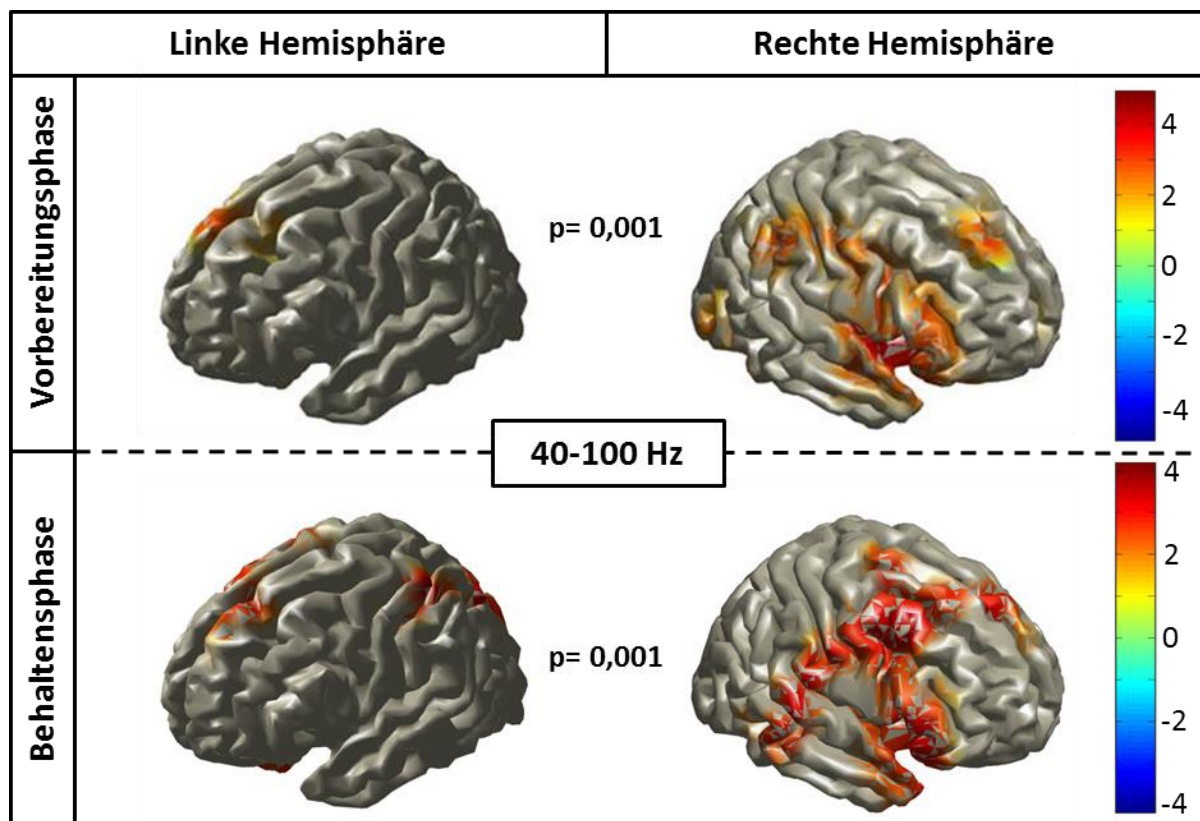 Linke Hemisphäre
Rechte Hemisphäre
Vorbereitungsphase
p= 0,001
4
2
0
-2
-4
40-100 Hz
Behaltensphase
p= 0,001
4
2
0
-2
-4